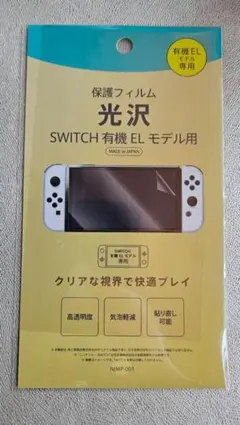 有機EL
モデル
専用
保護フィルム
光沢
SWITCH 有機 EL モデル用
MADE in JAPAN
SWITCH
有機ELモデル
専用
クリアな視界で快適プレイ
高透明度
気泡軽減
貼り直し
可能